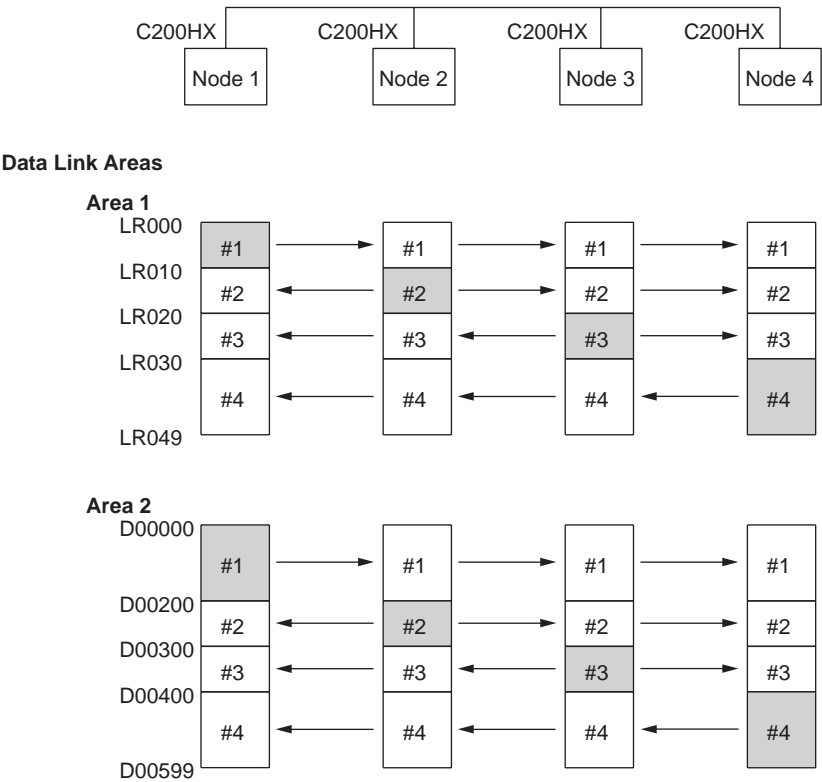 C200HX C200HX C200HX C200HX
Node 1 Node 2 Node 3 Node 4
Data Link Areas
Area 1
LR000
#1 #1 #1 #1
LR010
#2 #2 #2 #2
LR020
#3 #3 #3 #3
LR030
#4 #4 #4 #4
LR049
Area 2
D00000
#1 #1 #1 #1
D00200
#2 #2 #2 #2
D00300
#3 #3 #3 #3
D00400
#4 #4 #4 #4
D00599